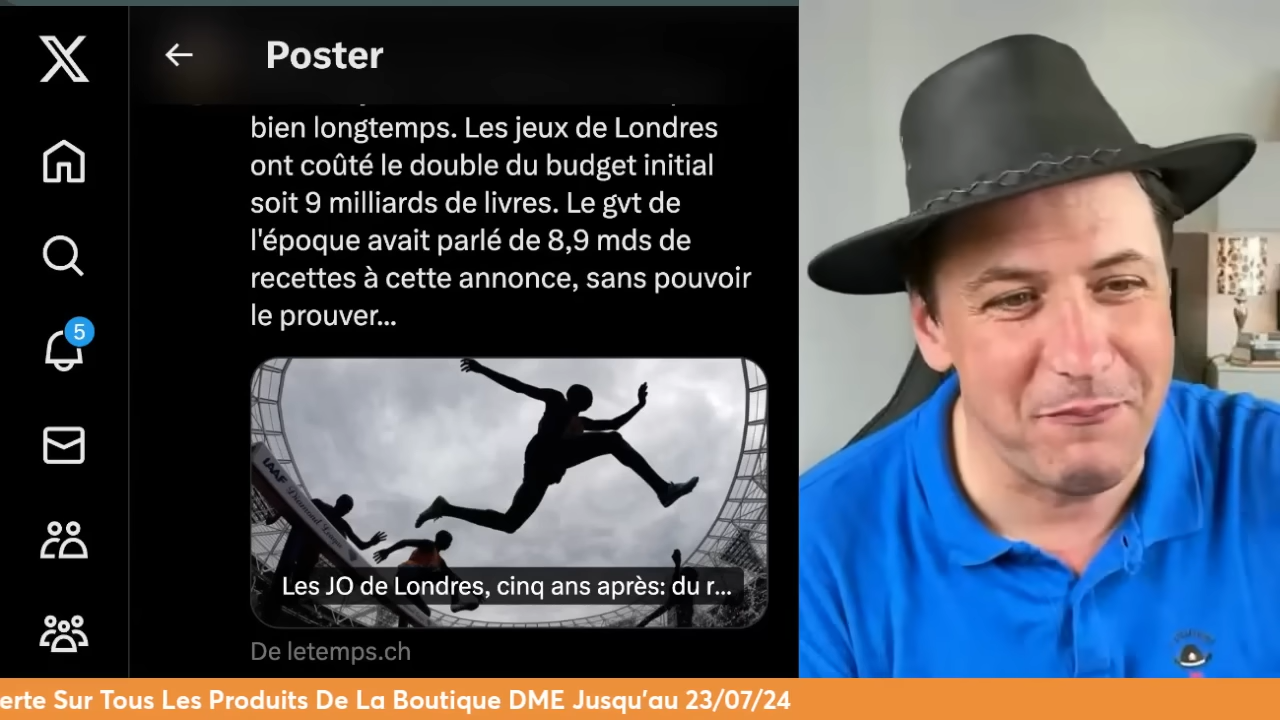 Poster
bien longtemps. Les jeux de Londres
ont coûté le double du budget initial
soit 9 milliards de livres. Le gvt de
l'époque avait parlé de 8,9 mds de
recettes à cette annonce, sans pouvoir
le prouver...
5
IAAF Diamond League
Les JO de Londres, cinq ans après: du r...
De letemps.ch
erte Sur Tous Les Produits De La Boutique DME Jusqu'au 23/07/24